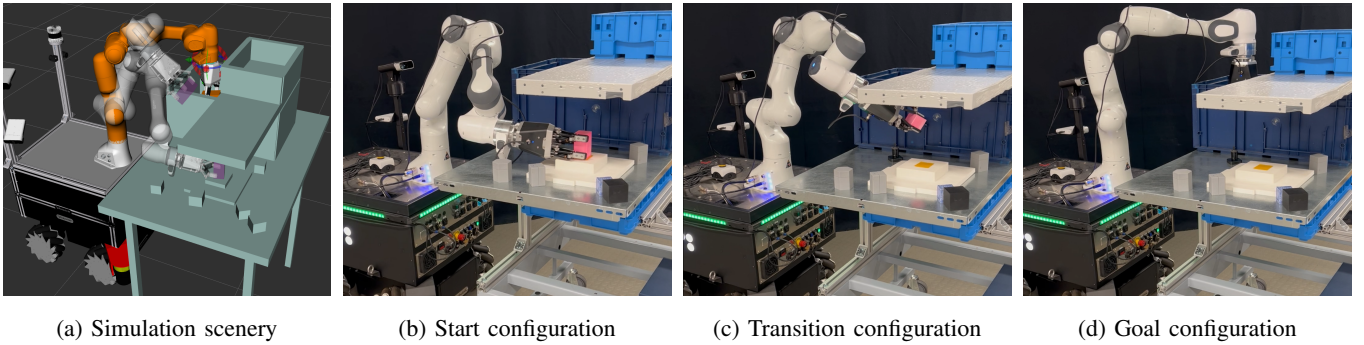 (a) Simulation scenery
(b) Start configuration
(c) Transition configuration
(d) Goal configuration